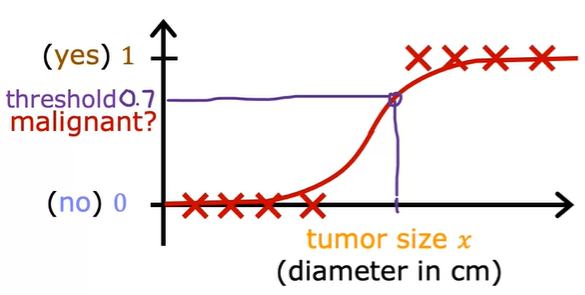 (yes) 1
threshold 0.7
malignant?
(no) 0
tumor size x
(diameter in cm)